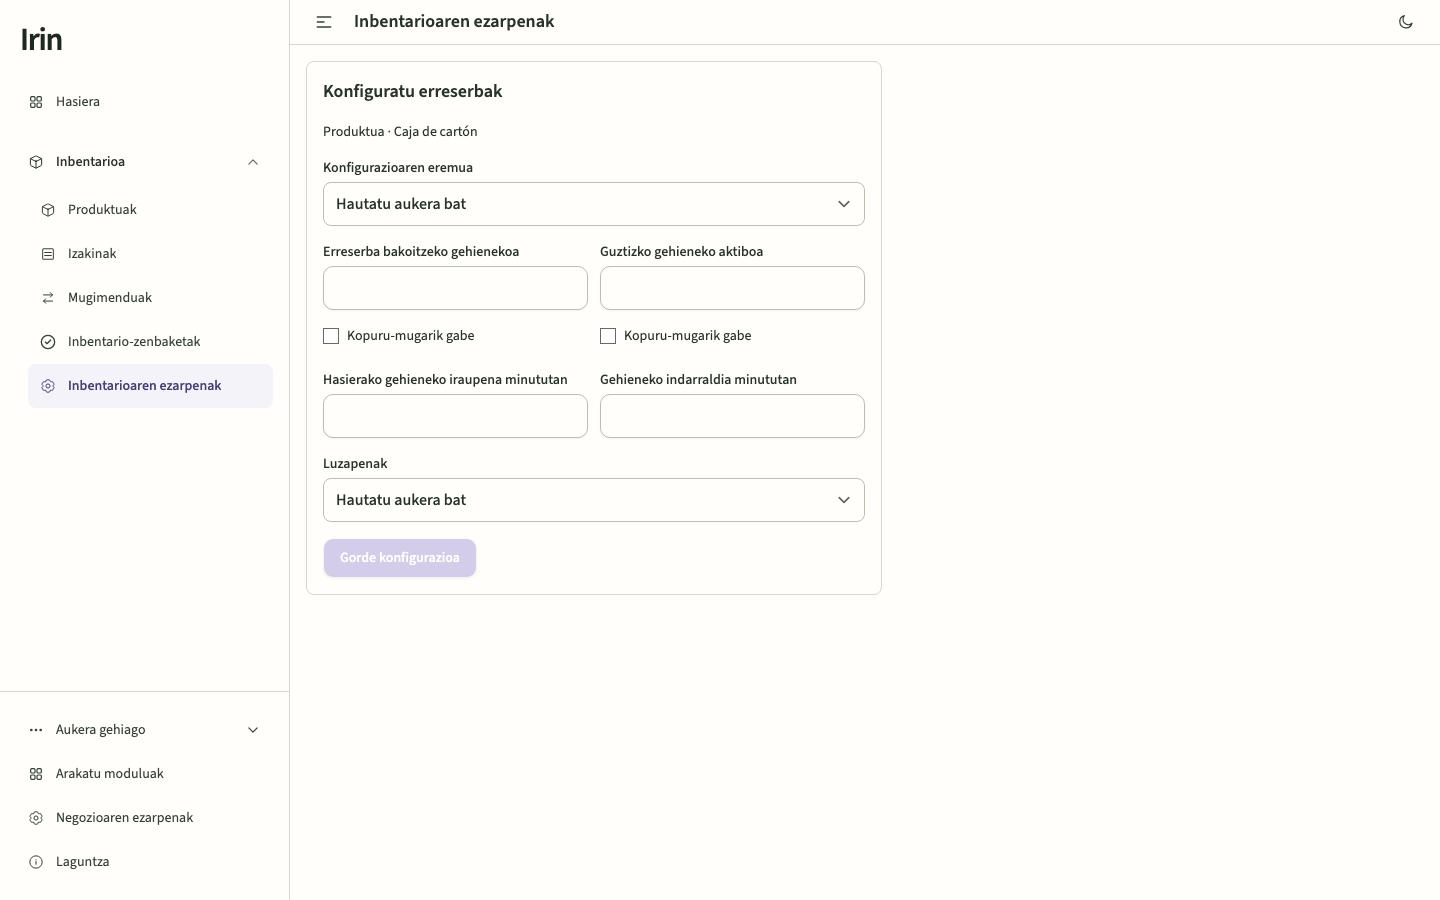 Irin
Hasiera
Inbentarioa
Produktuak
Izakinak
Mugimenduak
Inbentario-zenbaketak
Inbentarioaren ezarpenak
Aukera gehiago
Arakatu moduluak
Negozioaren ezarpenak
Laguntza
Inbentarioaren ezarpenak
Konfiguratu erreserbak
Produktua · Caja de cartón
Konfigurazioaren eremua
Hautatu aukera bat
Erreserba bakoitzeko gehienekoa
Guztizko gehieneko aktiboa
Kopuru-mugarik gabe
Kopuru-mugarik gabe
Hasierako gehieneko iraupena minututan
Gehieneko indarraldia minututan
Luzapenak
Hautatu aukera bat
Gorde konfigurazioa